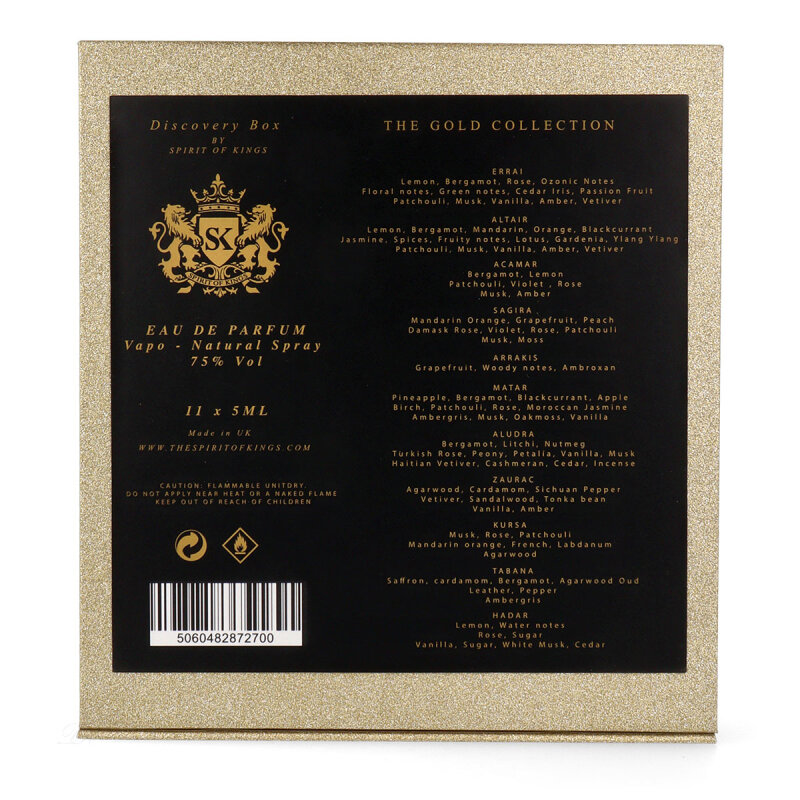 Discovery Box
BY
SPIRIT OF KINGS
SK
SPIRIT OF KINGS
EAU DE PARFUM
Vapo - Natural Spray
75% Vol
11 x 5ML
Made in UK
WWW.THESPIRITOFKINGS.COM
CAUTION: FLAMMABLE UNITDRY.
DO NOT APPLY NEAR HEAT OR A NAKED FLAME
KEEP OUT OF REACH OF CHILDREN
5060482872700
THE GOLD COLLECTION
ERRAI
Lemon, Bergamot, Rose, Ozonic Notes
Floral notes, Green notes, Cedar Iris, Passion Fruit
Patchouli, Musk, Vanilla, Amber, Vetiver
ALTAIR
Lemon, Bergamot, Mandarin, Orange, Blackcurrant
Jasmine, Spices, Fruity notes, Lotus, Gardenia, Ylang Ylang
Patchouli, Musk, Vanilla, Amber, Vetiver
ACAMAR
Bergamot, Lemon
Patchouli, Violet , Rose
Musk, Amber
SAGIRA
Mandarin Orange, Grapefruit, Peach
Damask Rose, Violet, Rose, Patchouli
Musk, Moss
ARRAKIS
Grapefruit, Woody notes, Ambroxan
MATAR
Pineapple, Bergamot, Blackcurrant, Apple
Birch, Patchouli, Rose, Moroccan Jasmine
Ambergris, Musk, Oakmoss, Vanilla
ALUDRA
Bergamot, Litchi, Nutmeg
Turkish Rose, Peony, Petalia, Vanilla, Musk
Haitian Vetiver, Cashmeran, Cedar, Incense
ZAURAC
Agarwood, Cardamom, Sichuan Pepper
Vetiver, Sandalwood, Tonka bean
Vanilla, Amber
KURSA
Musk, Rose, Patchouli
Mandarin orange, French, Labdanum
Agarwood
TABANA
Saffron, cardamom, Bergamot, Agarwood Oud
Leather, Pepper
Ambergris
HADAR
Lemon, Water notes
Rose, Sugar
Vanilla, Sugar, White Musk, Cedar